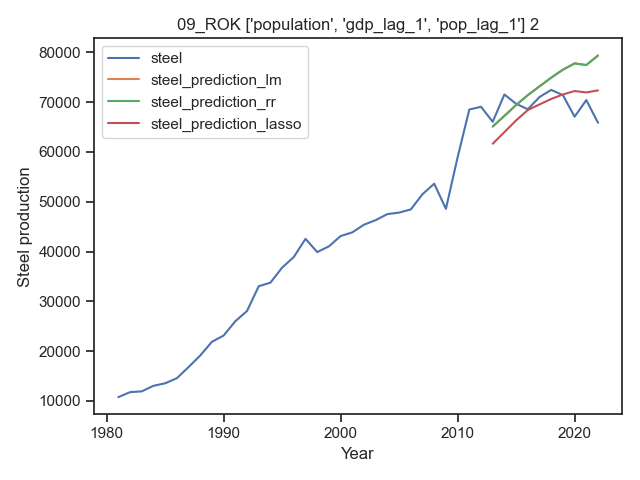 09_ROK ['population', 'gdp_lag_1', 'pop_lag_1'] 2
steel
steel_prediction_lm
steel_prediction_rr
steel_prediction_lasso
80000
70000
60000
50000
40000
30000
20000
10000
Steel production
1980 1990 2000 2010 2020
Year